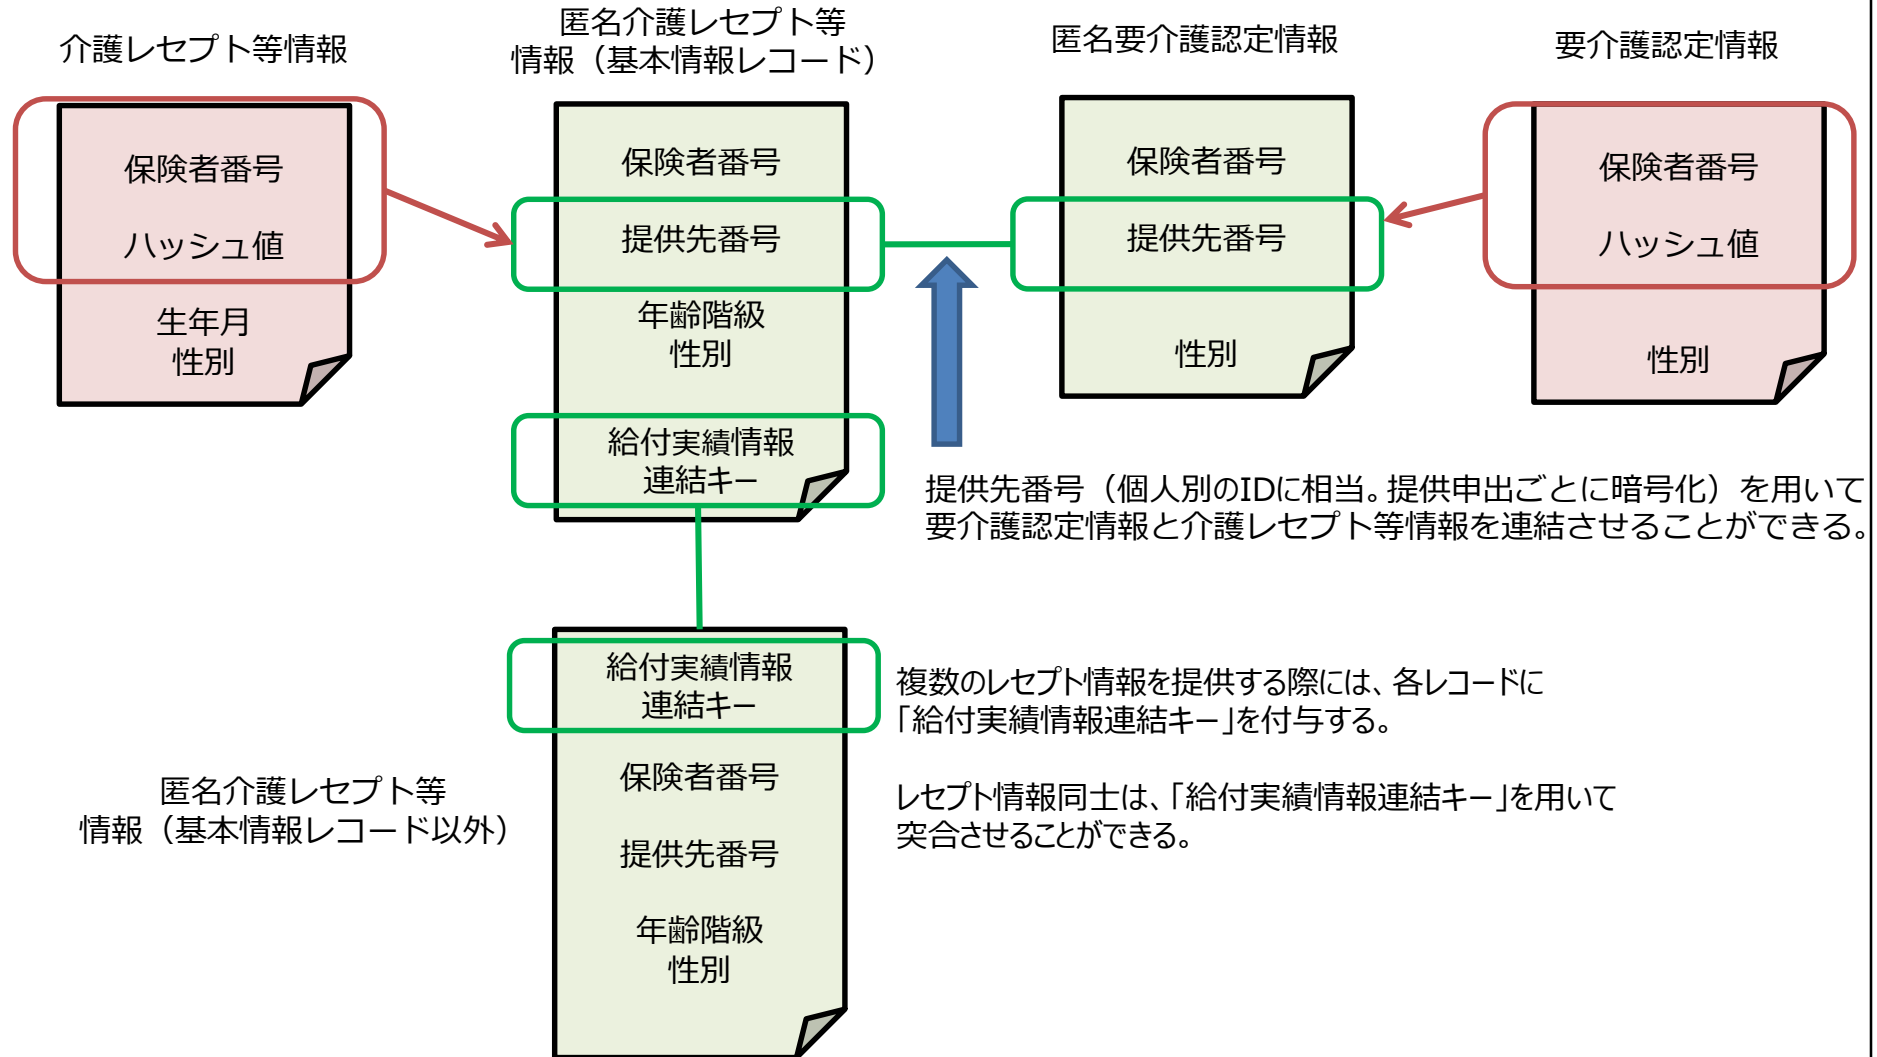 介護レセプト等情報
保険者番号
ハッシュ値
生年月
性別
匿名介護レセプト等
情報（基本情報レコード）
保険者番号
提供先番号
年齢階級
性別
給付実績情報
連結キー
匿名要介護認定情報
保険者番号
提供先番号
性別
要介護認定情報
保険者番号
ハッシュ値
性別
提供先番号（個人別のIDに相当。提供申出ごとに暗号化）を用いて
要介護認定情報と介護レセプト等情報を連結させることができる。
匿名介護レセプト等
情報（基本情報レコード以外）
給付実績情報
連結キー
保険者番号
提供先番号
年齢階級
性別
複数のレセプト情報を提供する際には、各レコードに
「給付実績情報連結キー」を付与する。
レセプト情報同士は、「給付実績情報連結キー」を用いて
突合させることができる。